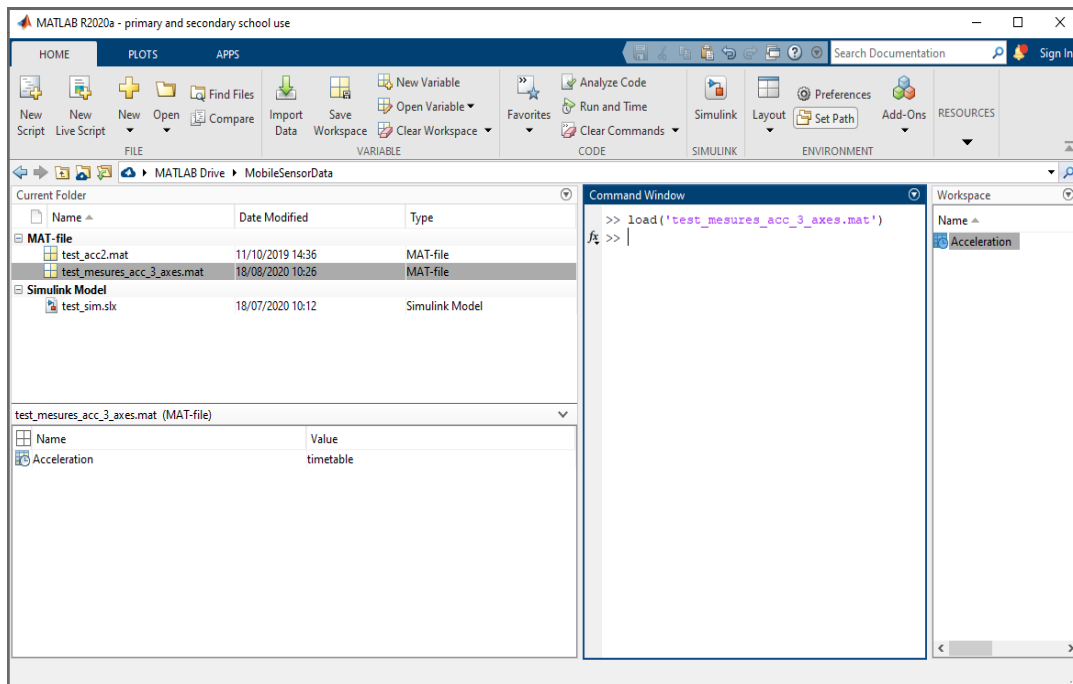 MATLAB R2020a - primary and secondary school use
HOME PLOTS APPS Search Documentation Sign In
New Script
New Live Script
New
Open
Find Files
Compare
FILE
Import Data
Save Workspace
New Variable
Open Variable
Clear Workspace
VARIABLE
Favorites
Analyze Code
Run and Time
Clear Commands
CODE
Simulink
SIMULINK
Layout
Preferences
Set Path
Add-Ons
ENVIRONMENT
RESOURCES
MATLAB Drive MobileSensorData
Current Folder
Name Date Modified Type
MAT-file
test_acc2.mat 11/10/2019 14:36 MAT-file
test_mesures_acc_3_axes.mat 18/08/2020 10:26 MAT-file
Simulink Model
test_sim.slx 18/07/2020 10:12 Simulink Model
test_mesures_acc_3_axes.mat (MAT-file)
Name Value
Acceleration timetable
Command Window
>> load('test_mesures_acc_3_axes.mat')
fx >>
Workspace
Name
Acceleration